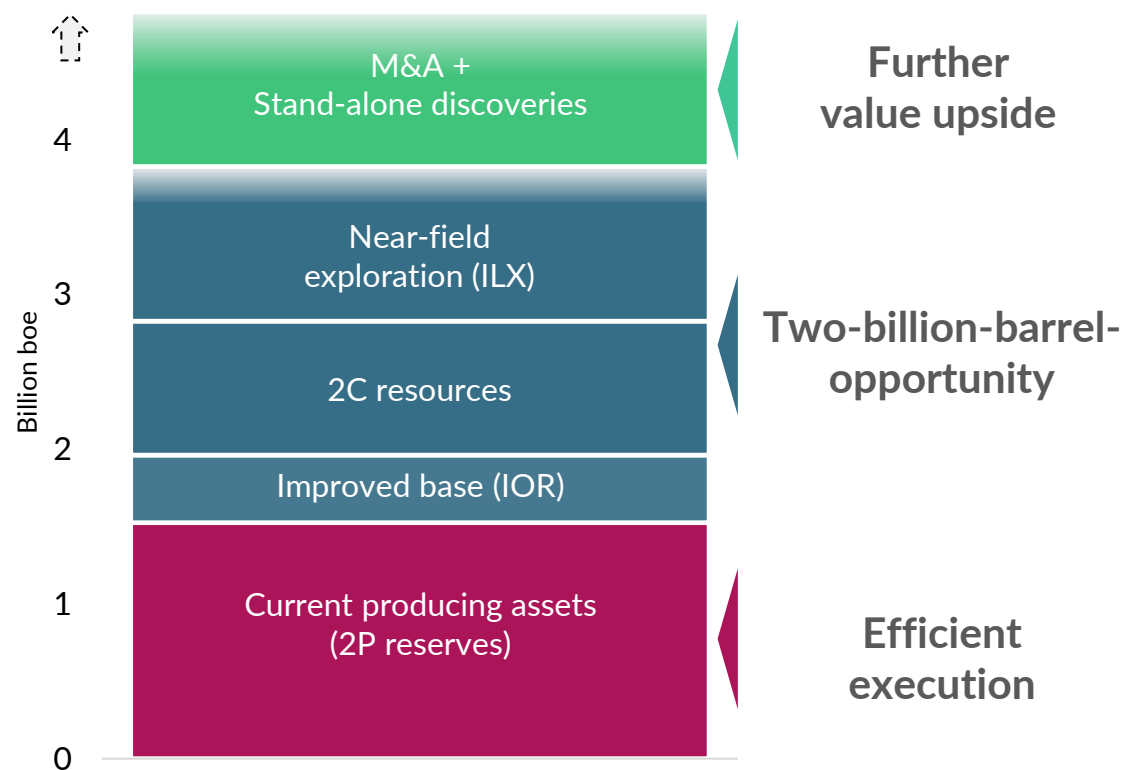 M&A +
Stand-alone discoveries
Further
value upside
4
Near-field
exploration (ILX)
3
Two-billion-barrel-
opportunity
Billion boe
2C resources
2
Improved base (IOR)
1
Current producing assets
(2P reserves)
Efficient
execution
0